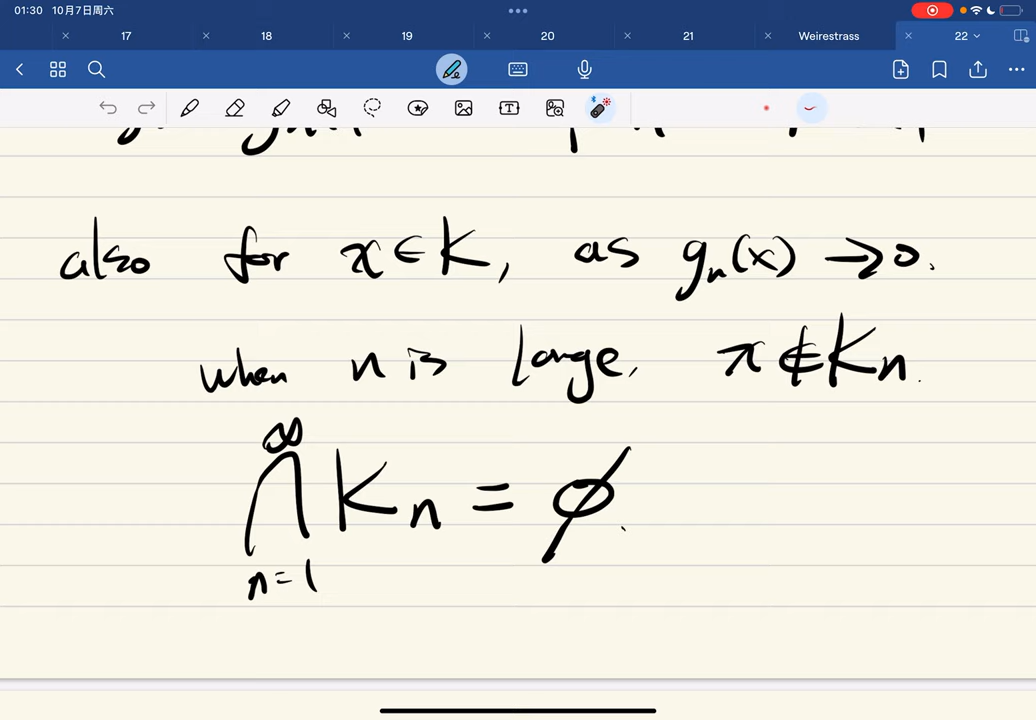 01:30 10月7日周六
17 18 19 20 21 Weirestrass 22
also for x ∈ K, as gₙ(x) → 0.
when n is large, x ∉ Kₙ.
∞
⋂ Kₙ = ∅.
n=1